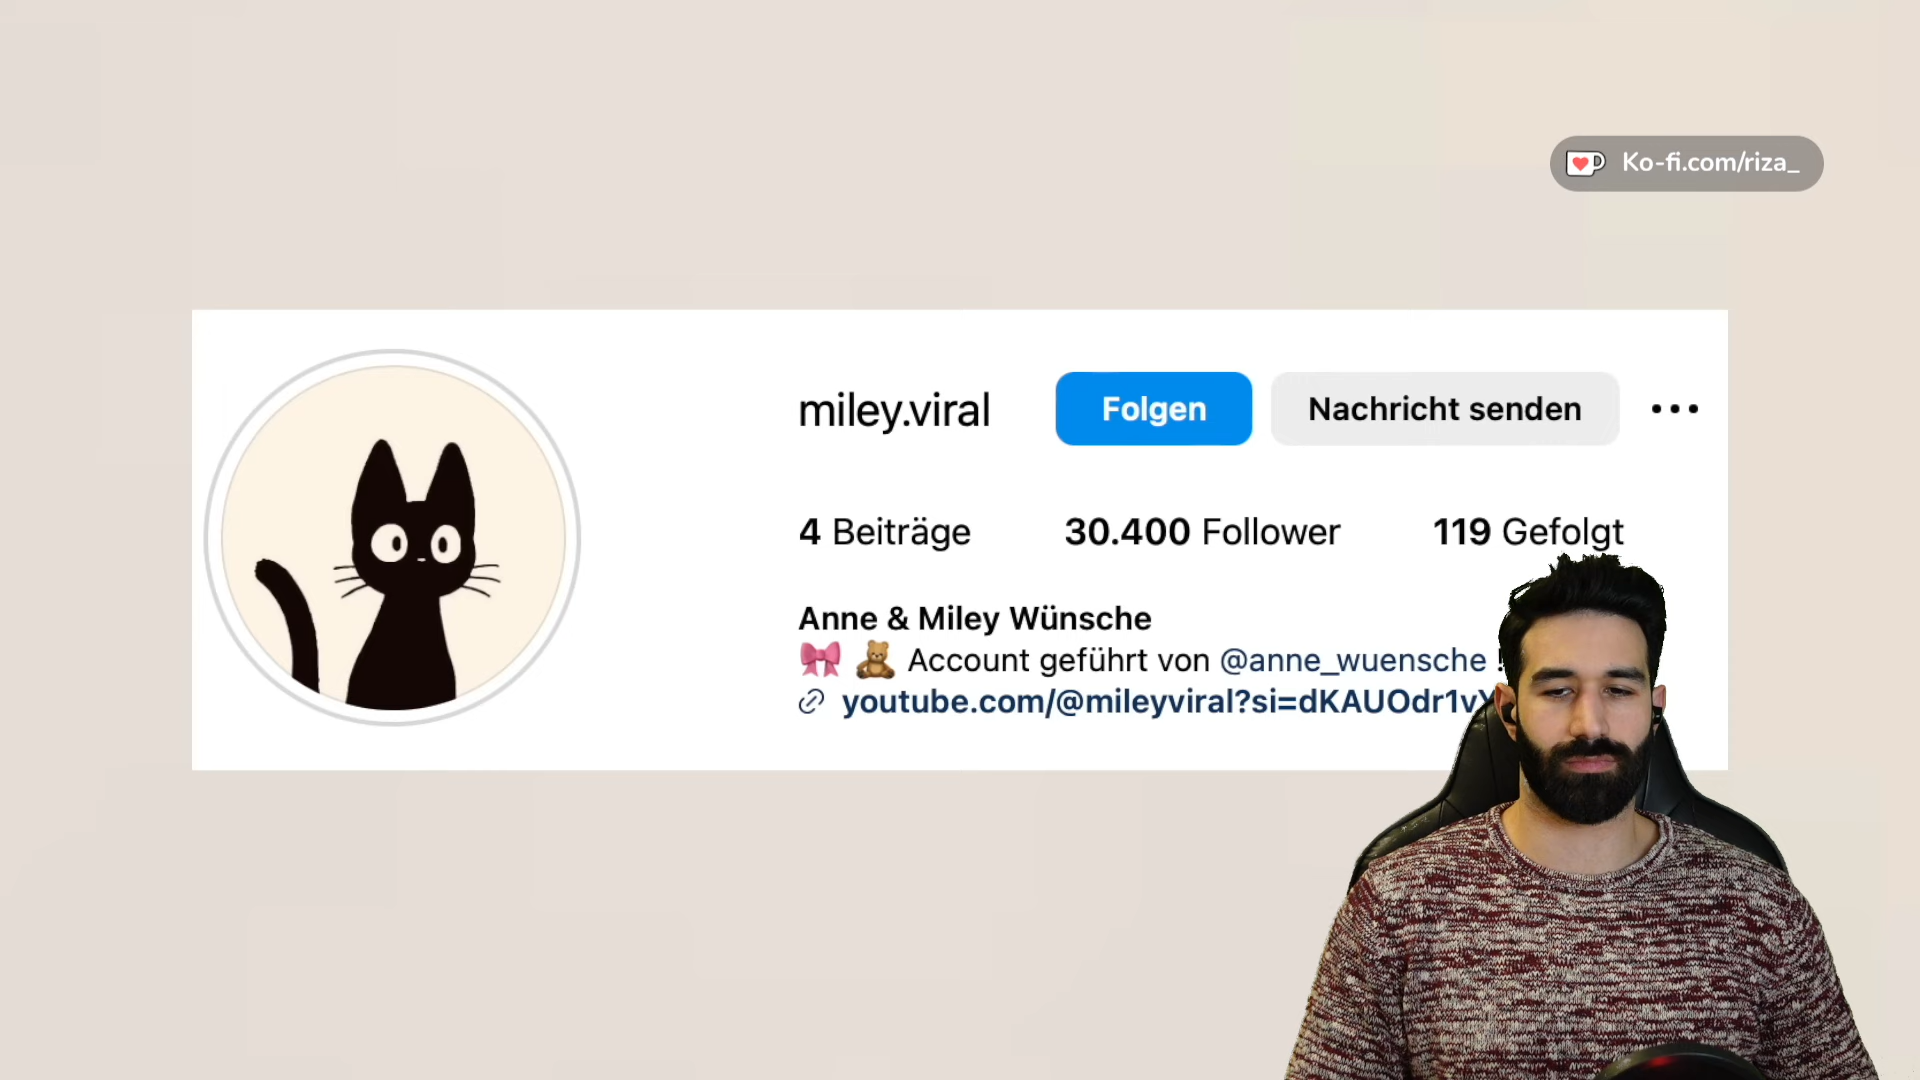 Ko-fi.com/riza_
miley.viral Folgen Nachricht senden
4 Beiträge 30.400 Follower 119 Gefolgt
Anne & Miley Wünsche
🎀 🧸 Account geführt von @anne_wuensche !
youtube.com/@mileyviral?si=dKAUOdr1v